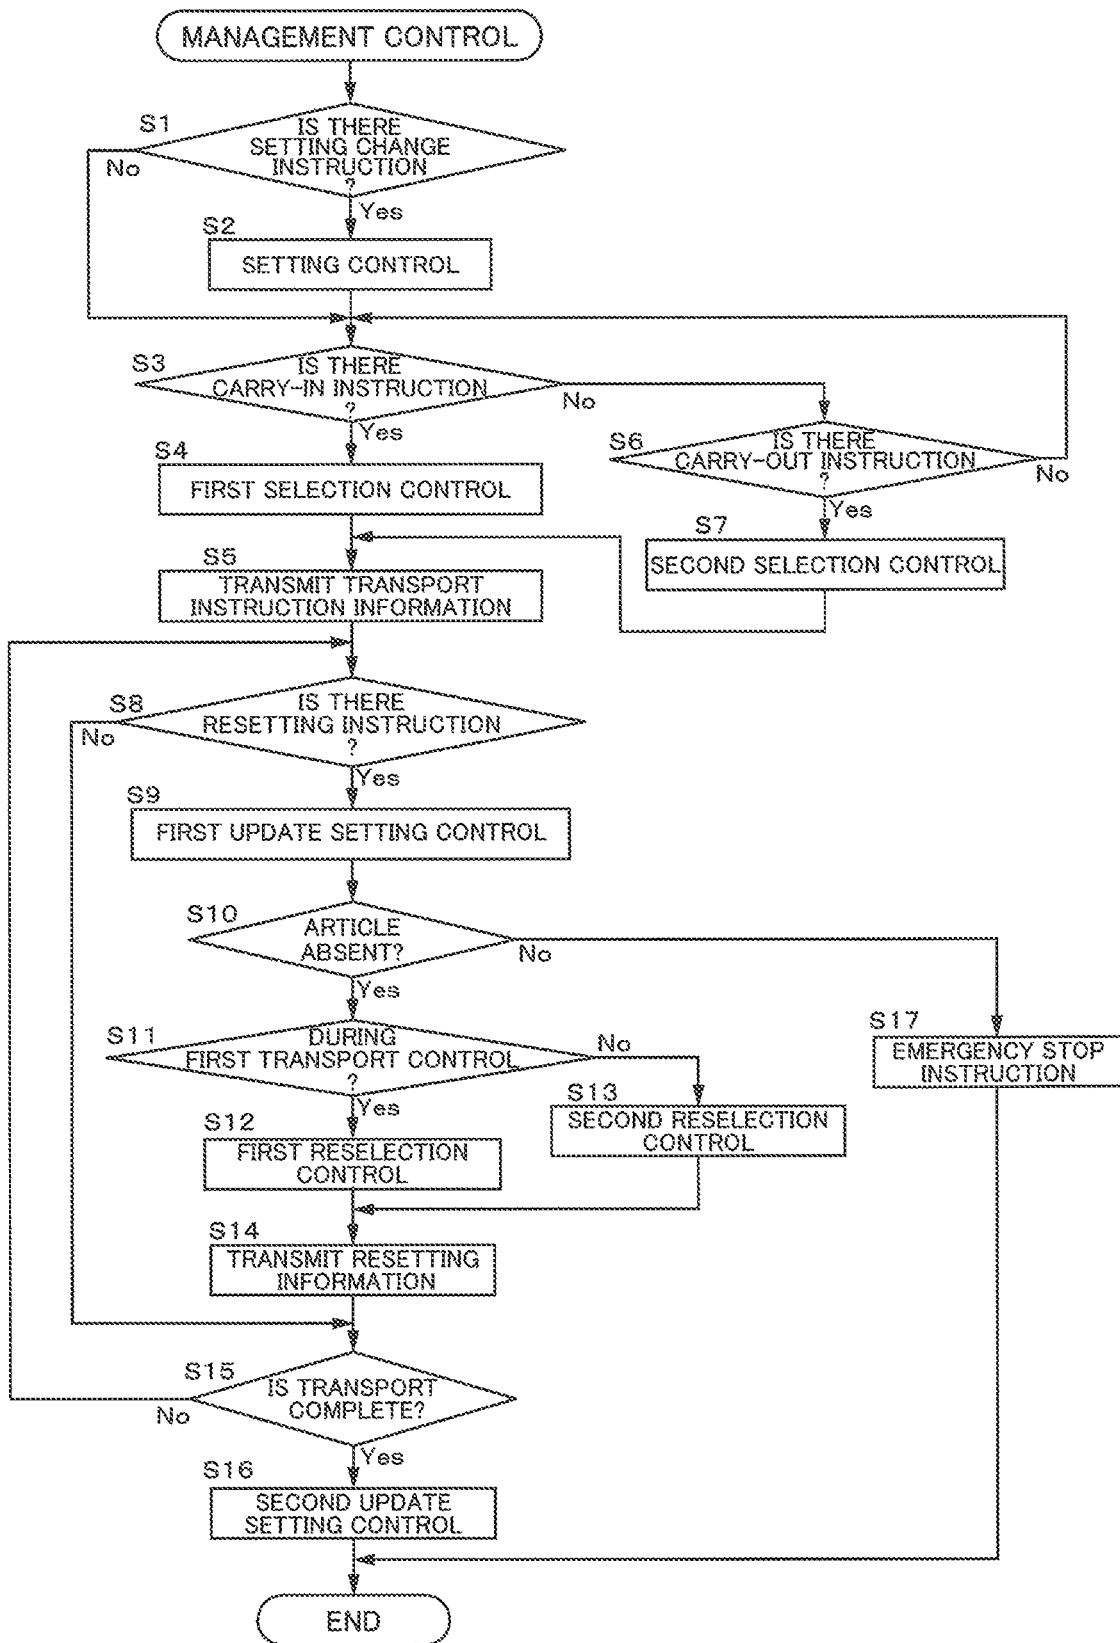 MANAGEMENT CONTROL
S1
IS THERE
SETTING CHANGE
INSTRUCTION
?
No
Yes
S2
SETTING CONTROL
S3
IS THERE
CARRY-IN INSTRUCTION
?
No
Yes
S6
IS THERE
CARRY-OUT INSTRUCTION
?
No
Yes
S4
FIRST SELECTION CONTROL
S7
SECOND SELECTION CONTROL
S5
TRANSMIT TRANSPORT
INSTRUCTION INFORMATION
S8
IS THERE
RESETTING INSTRUCTION
?
No
Yes
S9
FIRST UPDATE SETTING CONTROL
S10
ARTICLE
ABSENT?
No
Yes
S11
DURING
FIRST TRANSPORT CONTROL
?
No
Yes
S17
EMERGENCY STOP
INSTRUCTION
S12
FIRST RESELECTION
CONTROL
S13
SECOND RESELECTION
CONTROL
S14
TRANSMIT RESETTING
INFORMATION
S15
IS TRANSPORT
COMPLETE?
No
Yes
S16
SECOND UPDATE
SETTING CONTROL
END